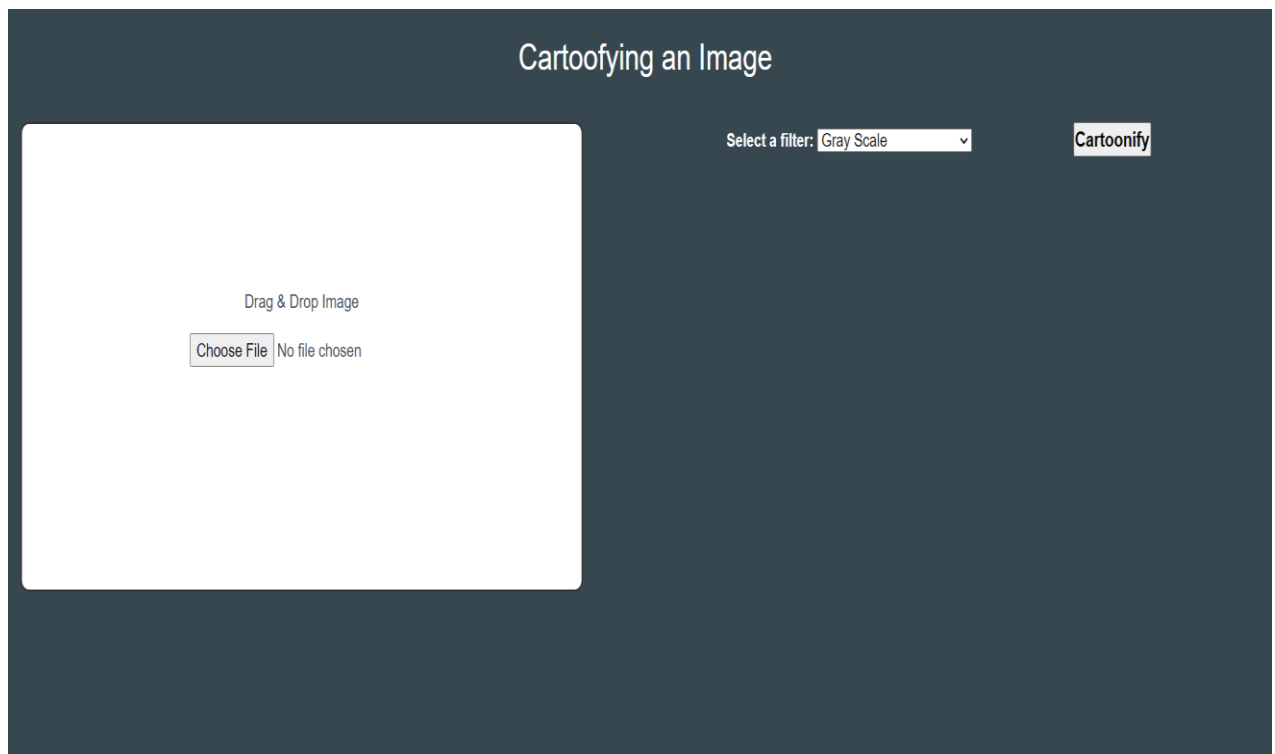 Cartoofying an Image
Select a filter: Gray Scale
Cartoonify
Drag & Drop Image
Choose File No file chosen